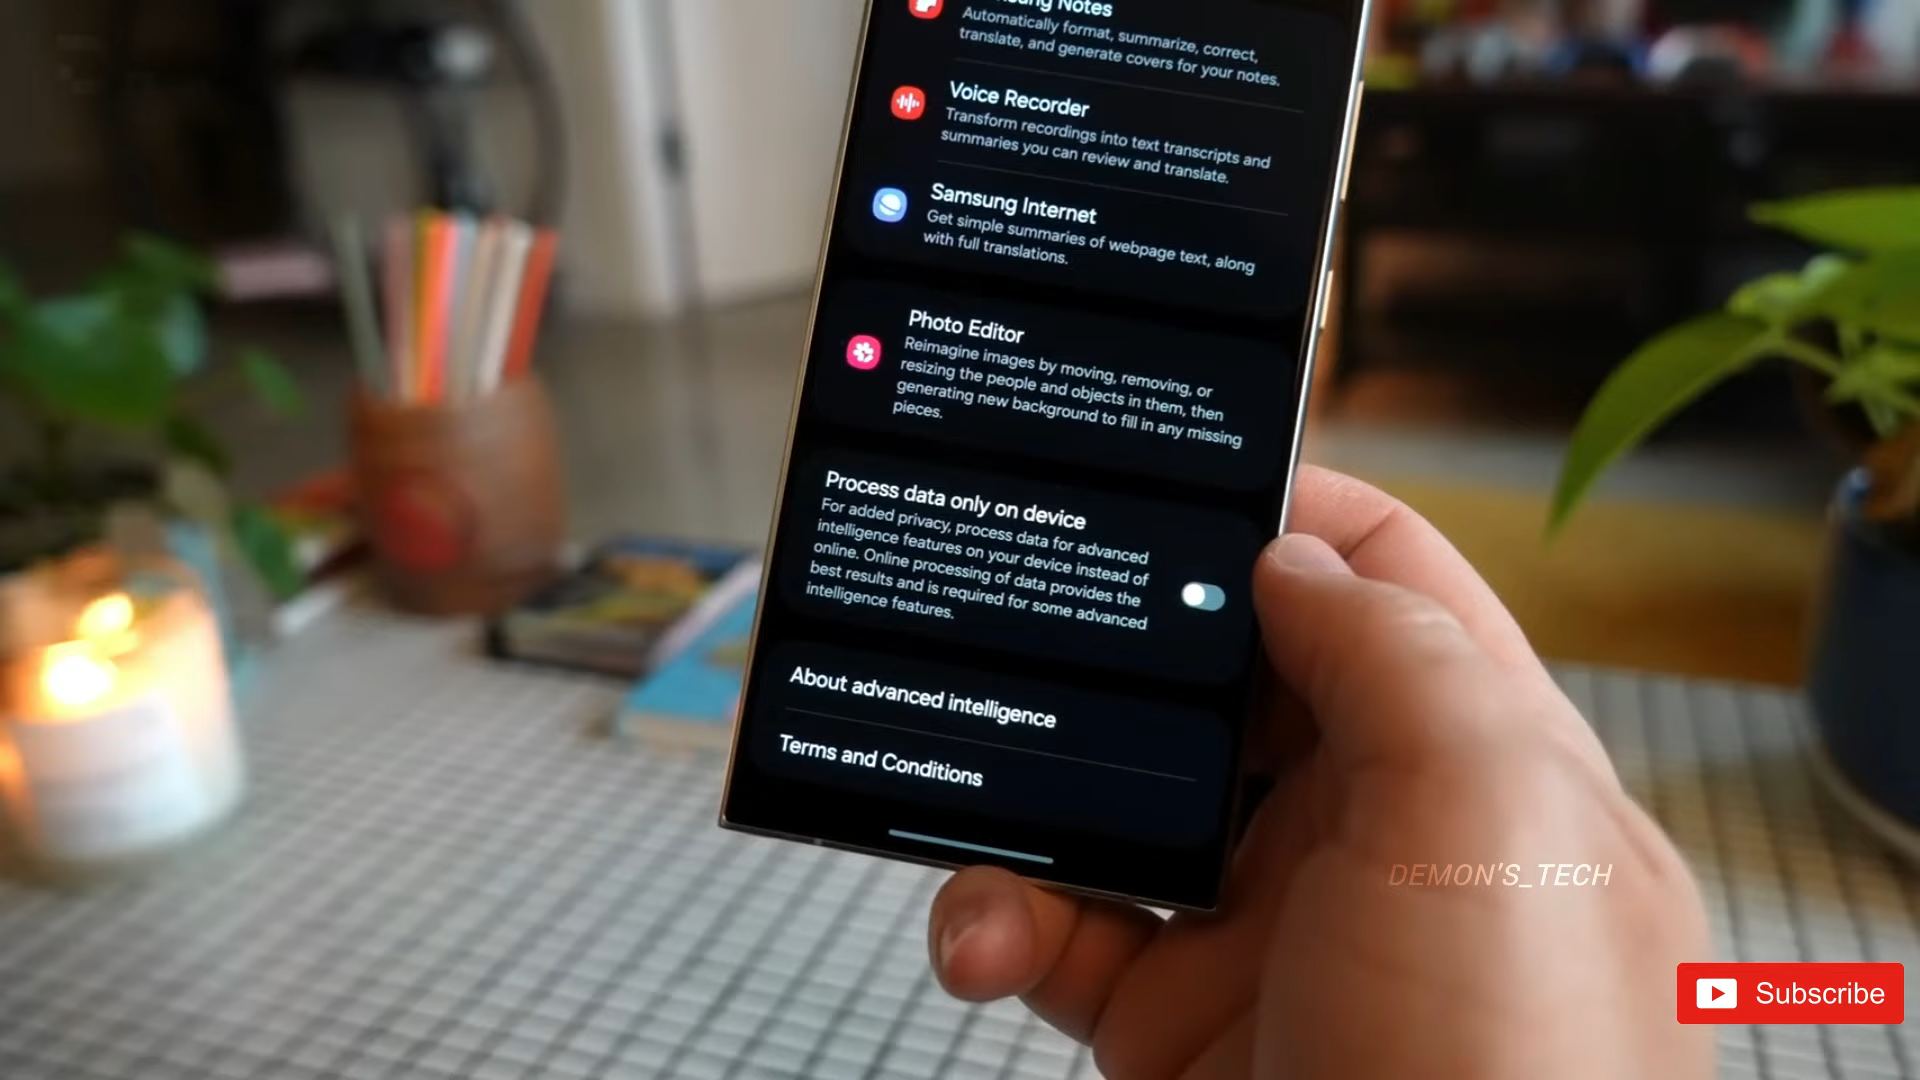 Notes
Automatically format, summarize, correct,
translate, and generate covers for your notes.
Voice Recorder
Transform recordings into text transcripts and
summaries you can review and translate.
Samsung Internet
Get simple summaries of webpage text, along
with full translations.
Photo Editor
Reimagine images by moving, removing, or
resizing the people and objects in them, then
generating new background to fill in any missing
pieces.
Process data only on device
For added privacy, process data for advanced
intelligence features on your device instead of
online. Online processing of data provides the
best results and is required for some advanced
intelligence features.
About advanced intelligence
Terms and Conditions
DEMON'S_TECH
Subscribe